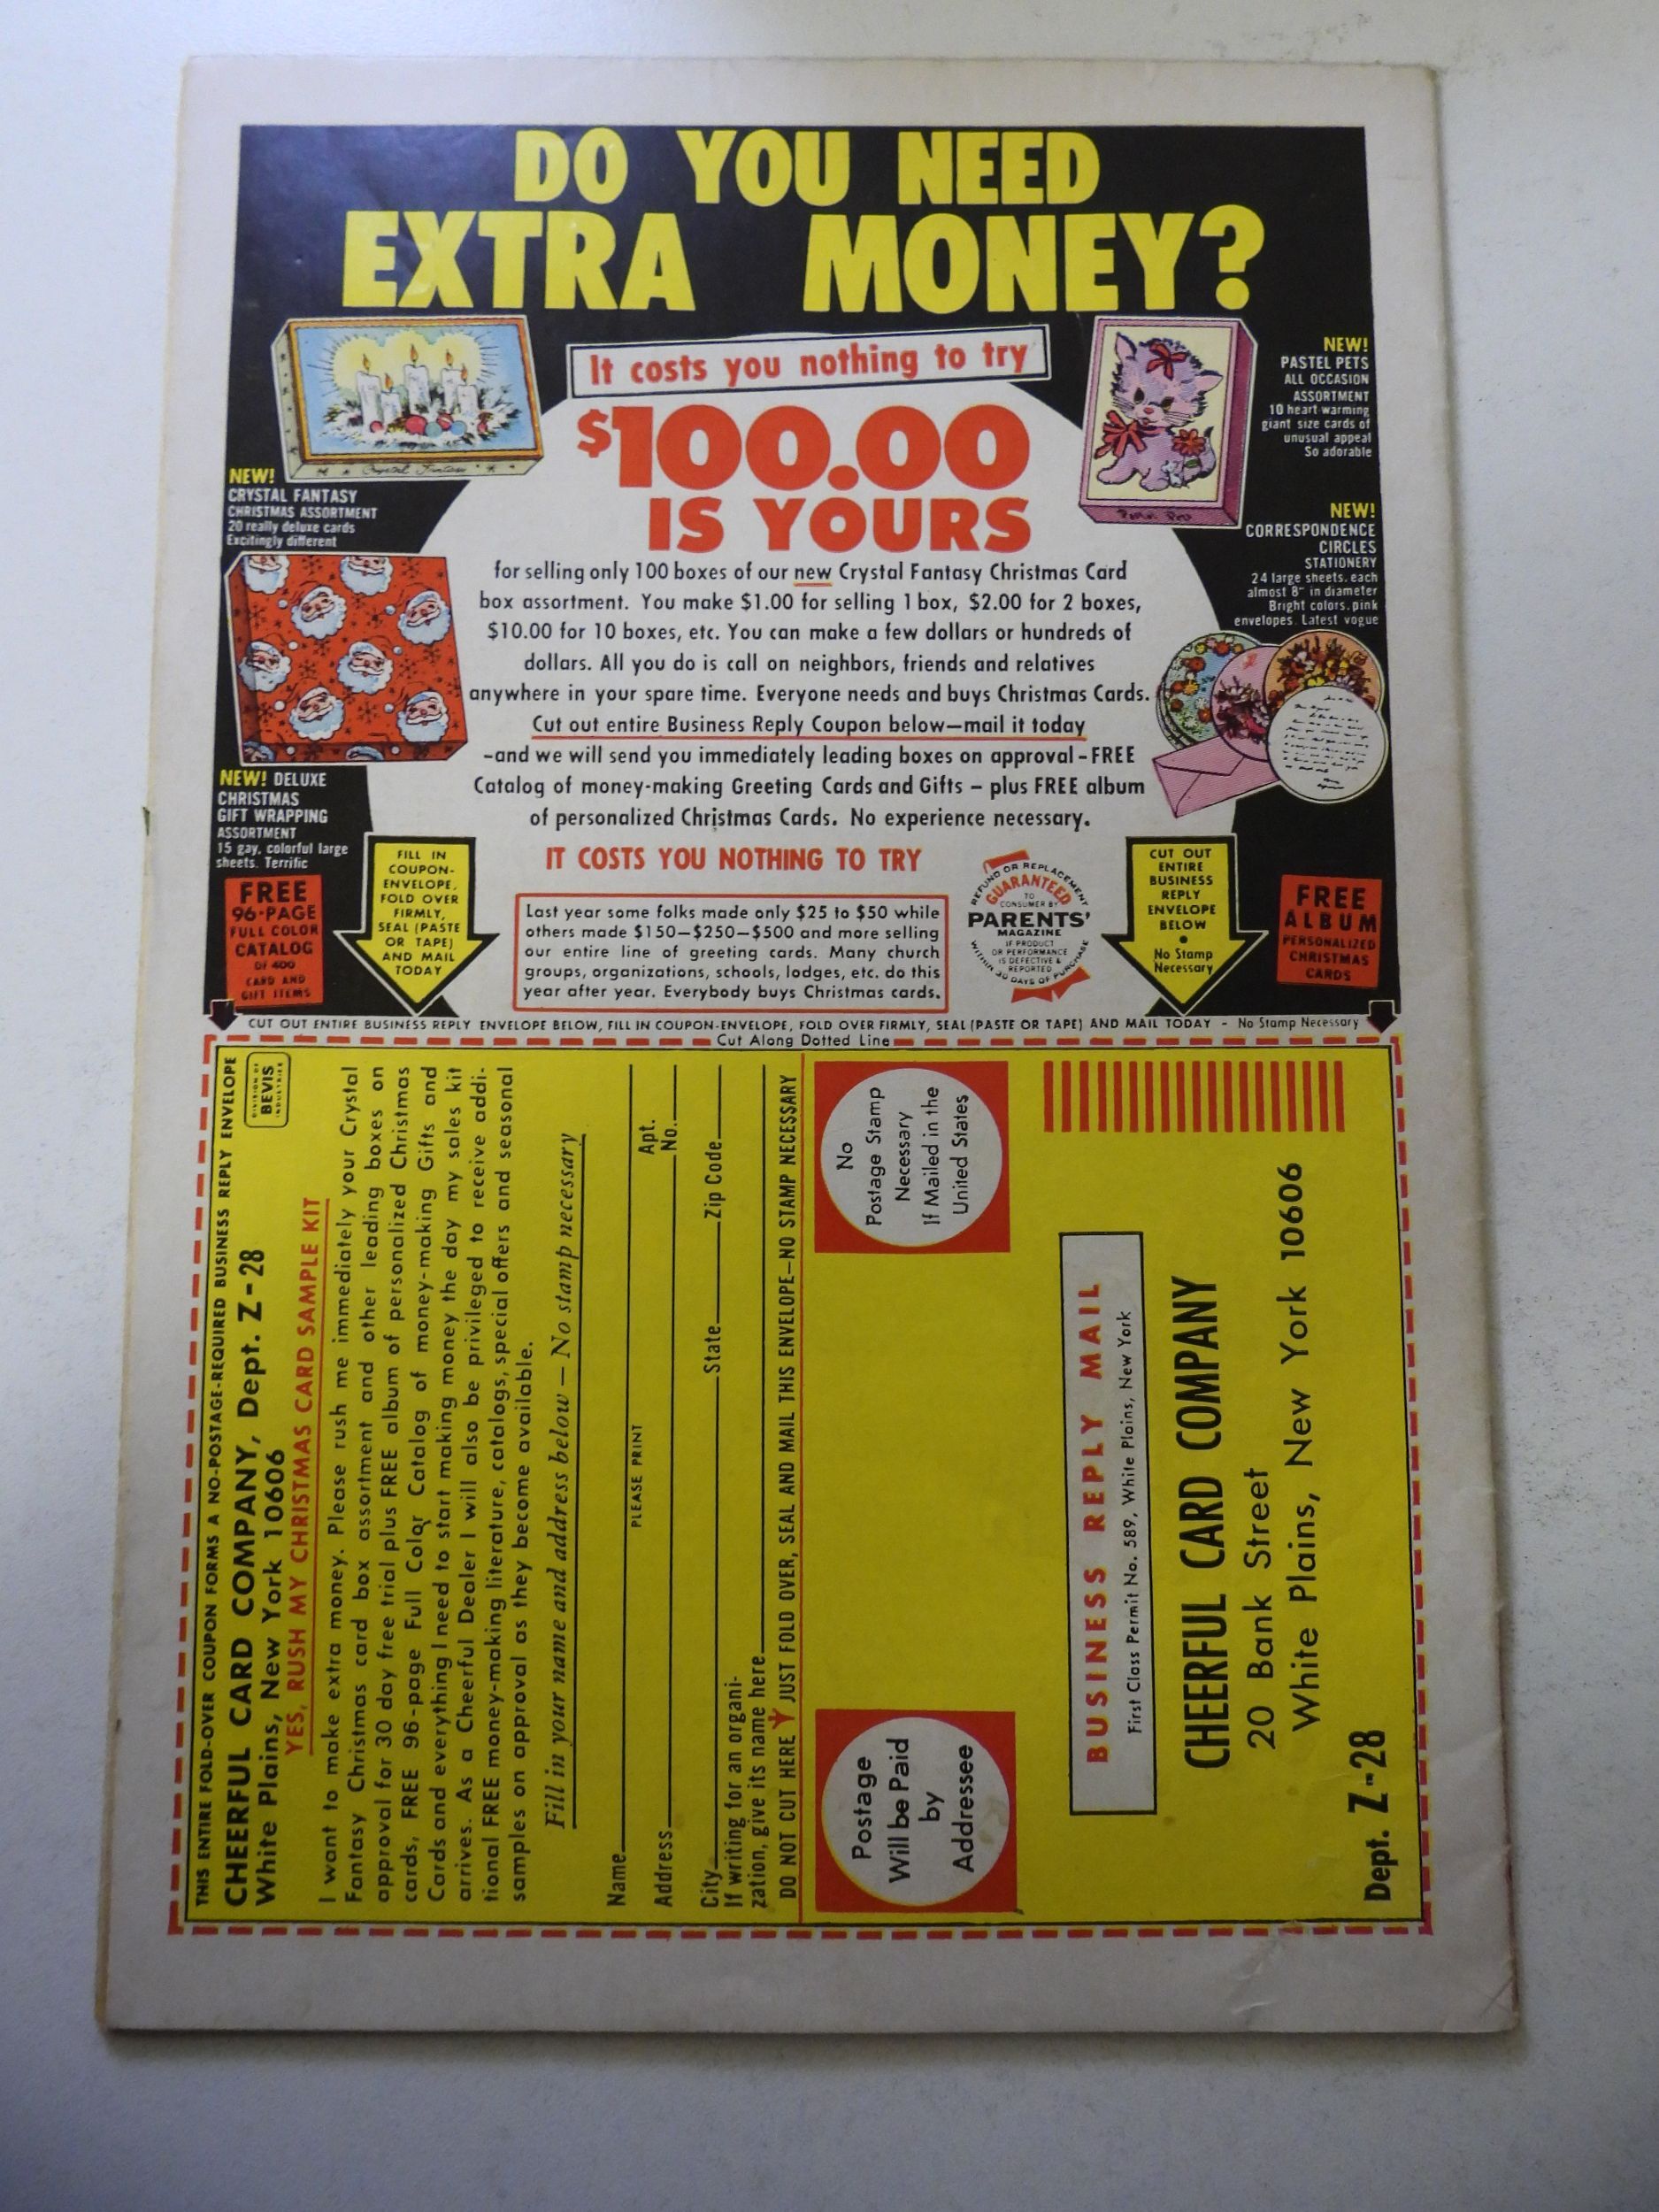 DO YOU NEED
EXTRA MONEY?
It costs you nothing to try
$100.00
IS YOURS
Crystal Fantasy
NEW!
CRYSTAL FANTASY
CHRISTMAS ASSORTMENT
20 really deluxe cards
Excitingly different
NEW! DELUXE
CHRISTMAS
GIFT WRAPPING
ASSORTMENT
15 gay, colorful large
sheets. Terrific
NEW!
PASTEL PETS
ALL OCCASION
ASSORTMENT
10 heart-warming
giant size cards of
unusual appeal
So adorable
NEW!
CORRESPONDENCE
CIRCLES
STATIONERY
24 large sheets, each
almost 8" in diameter
Bright colors, pink
envelopes. Latest vogue
for selling only 100 boxes of our new Crystal Fantasy Christmas Card
box assortment. You make $1.00 for selling 1 box, $2.00 for 2 boxes,
$10.00 for 10 boxes, etc. You can make a few dollars or hundreds of
dollars. All you do is call on neighbors, friends and relatives
anywhere in your spare time. Everyone needs and buys Christmas Cards.
Cut out entire Business Reply Coupon below—mail it today
-and we will send you immediately leading boxes on approval - FREE
Catalog of money-making Greeting Cards and Gifts – plus FREE album
of personalized Christmas Cards. No experience necessary.
IT COSTS YOU NOTHING TO TRY
FREE
96-PAGE
FULL COLOR
CATALOG
OF 400
CARD AND
GIFT ITEMS
FILL IN
COUPON-
ENVELOPE,
FOLD OVER
FIRMLY,
SEAL (PASTE
OR TAPE)
AND MAIL
TODAY
Last year some folks made only $25 to $50 while
others made $150—$250—$500 and more selling
our entire line of greeting cards. Many church
groups, organizations, schools, lodges, etc. do this
year after year. Everybody buys Christmas cards.
REFUND OR REPLACEMENT
GUARANTEED
TO
CONSUMER BY
PARENTS'
MAGAZINE
IF PRODUCT
OR PERFORMANCE
IS DEFECTIVE &
REPORTED
WITHIN 30 DAYS OF PURCHASE
CUT OUT
ENTIRE
BUSINESS
REPLY
ENVELOPE
BELOW
•
No Stamp
Necessary
FREE
ALBUM
PERSONALIZED
CHRISTMAS
CARDS
CUT OUT ENTIRE BUSINESS REPLY ENVELOPE BELOW, FILL IN COUPON-ENVELOPE, FOLD OVER FIRMLY, SEAL (PASTE OR TAPE) AND MAIL TODAY - No Stamp Necessary
Cut Along Dotted Line
THIS ENTIRE FOLD-OVER COUPON FORMS A NO-POSTAGE-REQUIRED BUSINESS REPLY ENVELOPE
CHEERFUL CARD COMPANY, Dept. Z-28
White Plains, New York 10606
DIVISION OF
BEVIS
INDUSTRIES
YES, RUSH MY CHRISTMAS CARD SAMPLE KIT
I want to make extra money. Please rush me immediately your Crystal
Fantasy Christmas card box assortment and other leading boxes on
approval for 30 day free trial plus FREE album of personalized Christmas
cards, FREE 96-page Full Color Catalog of money-making Gifts and
Cards and everything I need to start making money the day my sales kit
arrives. As a Cheerful Dealer I will also be privileged to receive addi-
tional FREE money-making literature, catalogs, special offers and seasonal
samples on approval as they become available.
Fill in your name and address below — No stamp necessary
Name
PLEASE PRINT
Address Apt. No.
City State Zip Code
If writing for an organi-
zation, give its name here
DO NOT CUT HERE JUST FOLD OVER, SEAL AND MAIL THIS ENVELOPE—NO STAMP NECESSARY
Postage
Will be Paid
by
Addressee
No
Postage Stamp
Necessary
If Mailed in the
United States
BUSINESS REPLY MAIL
First Class Permit No. 589, White Plains, New York
CHEERFUL CARD COMPANY
20 Bank Street
White Plains, New York 10606
Dept. Z-28